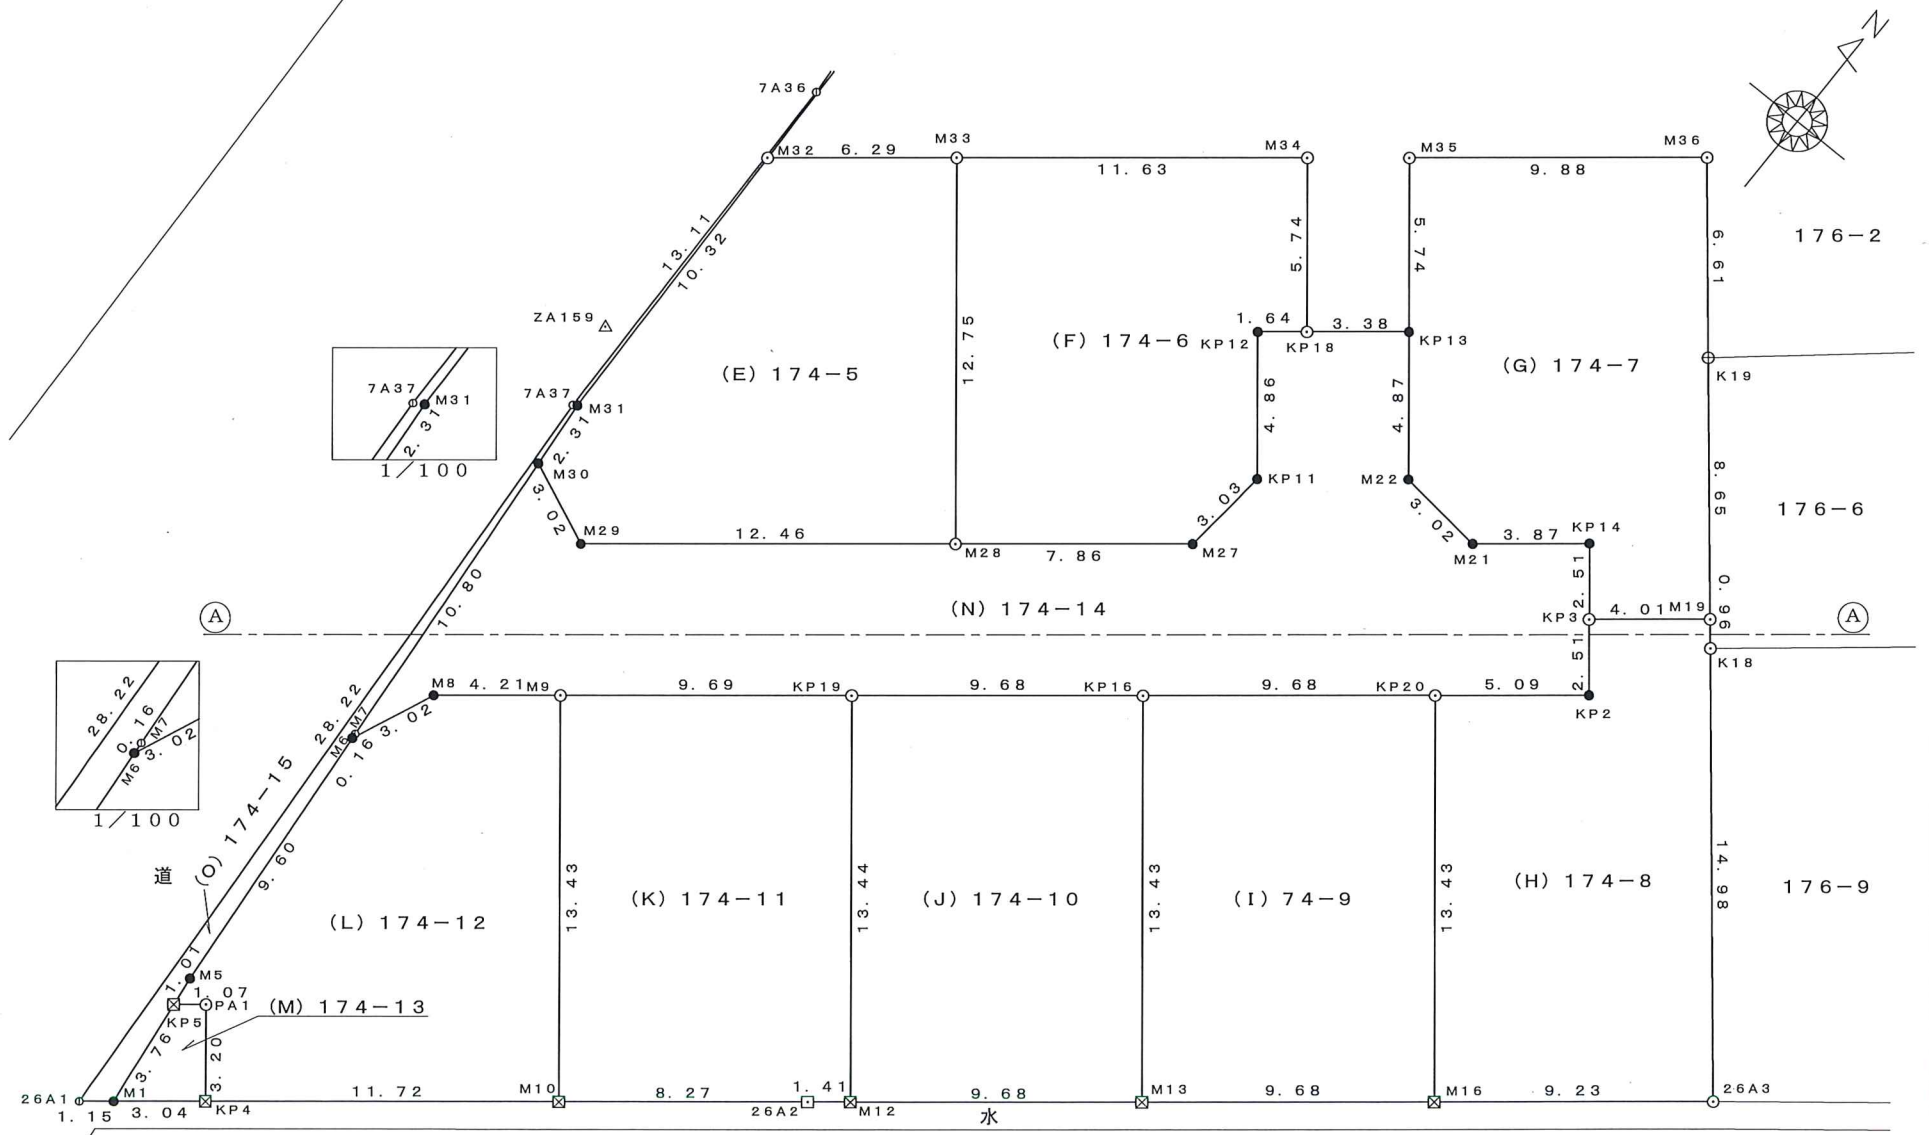 N
7A36
M32 6.29
M33
11.63
M34
M35
9.88
M36
176－2
13.11
10.32
5.74
5.74
6.61
ZA159
12.75
(E) 174－5
(F) 174－6
KP12
1.64
KP18
3.38
KP13
(G) 174－7
K19
7A37
M31
2.31
1／100
7A37
M31
2.31
M30
3.02
4.86
4.87
KP11
M22
8.65
176－6
M29
12.46
M28
7.86
3.03
M27
3.02
M21
3.87
KP14
2.51
10.80
(N) 174－14
KP3
4.01
M19
0.96
A
A
2.51
K18
28.22
0.16
M7
M6
3.02
1／100
M8
4.21
M9
9.69
KP19
9.68
KP16
9.68
KP20
5.09
KP2
28.22
M6
M7
0.16
3.02
道
(O) 174－15
9.60
(L) 174－12
13.43
(K) 174－11
13.44
(J) 174－10
13.43
(I) 74－9
13.43
(H) 174－8
14.98
176－9
1.01
M5
1.07
PA1
KP5
(M) 174－13
3.76
3.20
26A1
1.15
M1
3.04
KP4
11.72
M10
8.27
1.41
26A2
M12
9.68
水
M13
9.68
M16
9.23
26A3